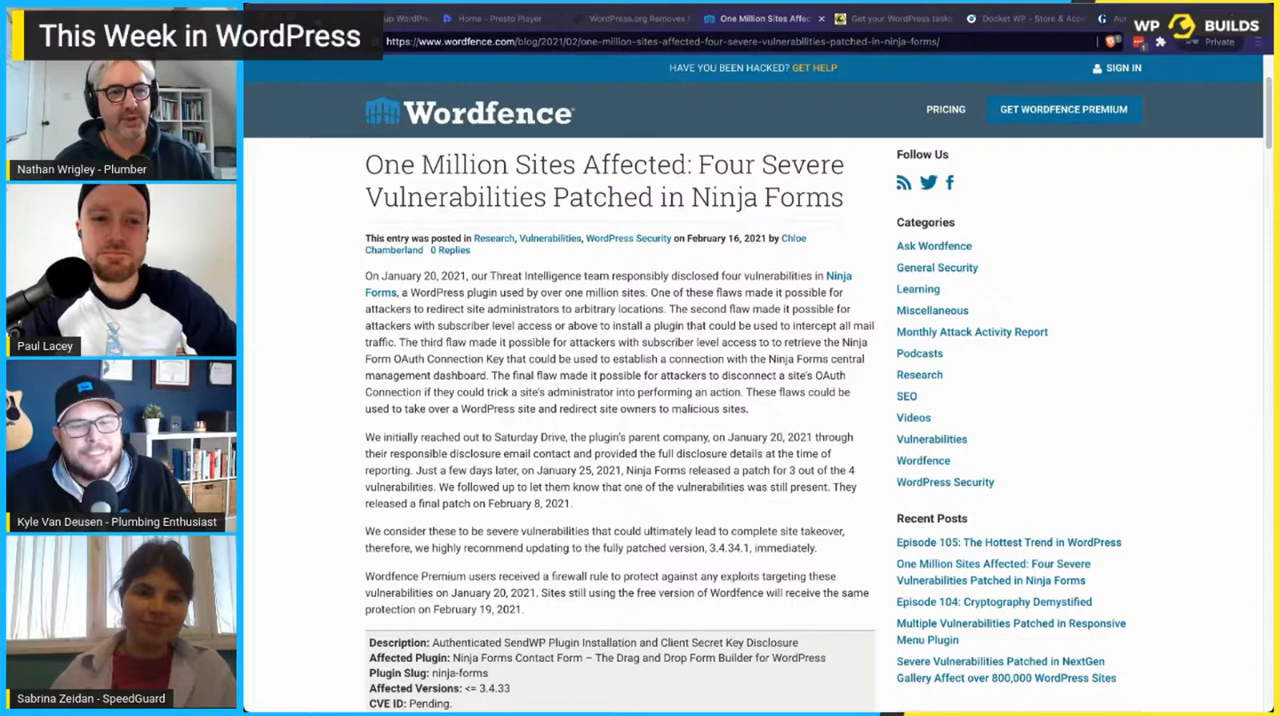 This Week in WordPress
Home - Presto Player
WordPress.org Removes
One Million Sites Affec
Get your WordPress task
Docket WP - Store & Acc
WP BUILDS
https://www.wordfence.com/blog/2021/02/one-million-sites-affected-four-severe-vulnerabilities-patched-in-ninja-forms/
Private
HAVE YOU BEEN HACKED? GET HELP
SIGN IN
Wordfence
PRICING
GET WORDFENCE PREMIUM
Nathan Wrigley - Plumber
Paul Lacey
Kyle Van Deusen - Plumbing Enthusiast
Sabrina Zeidan - SpeedGuard
One Million Sites Affected: Four Severe
Vulnerabilities Patched in Ninja Forms
This entry was posted in Research, Vulnerabilities, WordPress Security on February 16, 2021 by Chloe
Chamberland 0 Replies
On January 20, 2021, our Threat Intelligence team responsibly disclosed four vulnerabilities in Ninja
Forms, a WordPress plugin used by over one million sites. One of these flaws made it possible for
attackers to redirect site administrators to arbitrary locations. The second flaw made it possible for
attackers with subscriber level access or above to install a plugin that could be used to intercept all mail
traffic. The third flaw made it possible for attackers with subscriber level access to to retrieve the Ninja
Form OAuth Connection Key that could be used to establish a connection with the Ninja Forms central
management dashboard. The final flaw made it possible for attackers to disconnect a site's OAuth
Connection if they could trick a site's administrator into performing an action. These flaws could be
used to take over a WordPress site and redirect site owners to malicious sites.
We initially reached out to Saturday Drive, the plugin's parent company, on January 20, 2021 through
their responsible disclosure email contact and provided the full disclosure details at the time of
reporting. Just a few days later, on January 25, 2021, Ninja Forms released a patch for 3 out of the 4
vulnerabilities. We followed up to let them know that one of the vulnerabilities was still present. They
released a final patch on February 8, 2021.
We consider these to be severe vulnerabilities that could ultimately lead to complete site takeover,
therefore, we highly recommend updating to the fully patched version, 3.4.34.1, immediately.
Wordfence Premium users received a firewall rule to protect against any exploits targeting these
vulnerabilities on January 20, 2021. Sites still using the free version of Wordfence will receive the same
protection on February 19, 2021.
Description: Authenticated SendWP Plugin Installation and Client Secret Key Disclosure
Affected Plugin: Ninja Forms Contact Form – The Drag and Drop Form Builder for WordPress
Plugin Slug: ninja-forms
Affected Versions: <= 3.4.33
CVE ID: Pending.
Follow Us
Categories
Ask Wordfence
General Security
Learning
Miscellaneous
Monthly Attack Activity Report
Podcasts
Research
SEO
Videos
Vulnerabilities
Wordfence
WordPress Security
Recent Posts
Episode 105: The Hottest Trend in WordPress
One Million Sites Affected: Four Severe
Vulnerabilities Patched in Ninja Forms
Episode 104: Cryptography Demystified
Multiple Vulnerabilities Patched in Responsive
Menu Plugin
Severe Vulnerabilities Patched in NextGen
Gallery Affect over 800,000 WordPress Sites